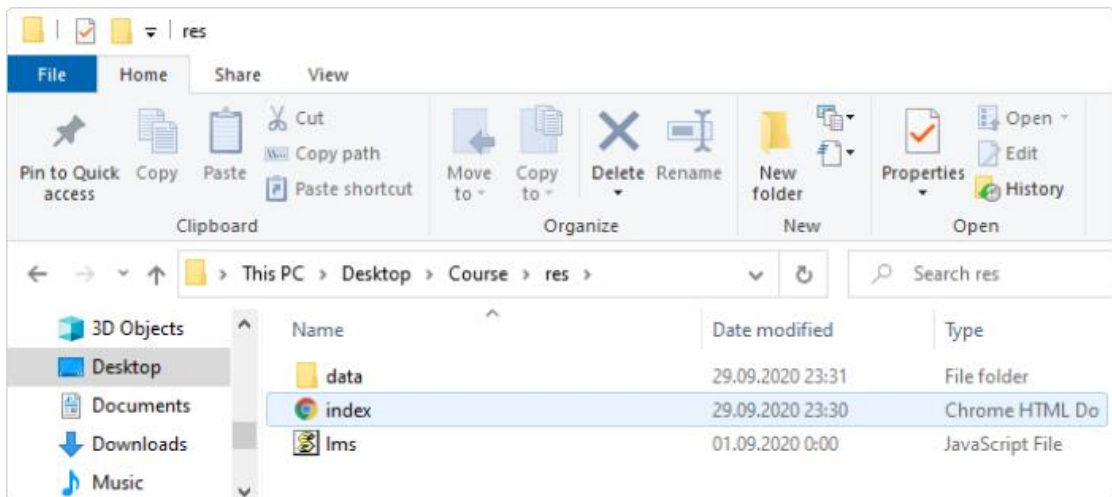 res
File Home Share View
Pin to Quick access
Copy
Paste
Cut
Copy path
Paste shortcut
Clipboard
Move to
Copy to
Delete
Rename
Organize
New folder
New
Properties
Open
Edit
History
Open
This PC > Desktop > Course > res >
Search res
3D Objects
Desktop
Documents
Downloads
Music
Name Date modified Type
data 29.09.2020 23:31 File folder
index 29.09.2020 23:30 Chrome HTML Do
lms 01.09.2020 0:00 JavaScript File